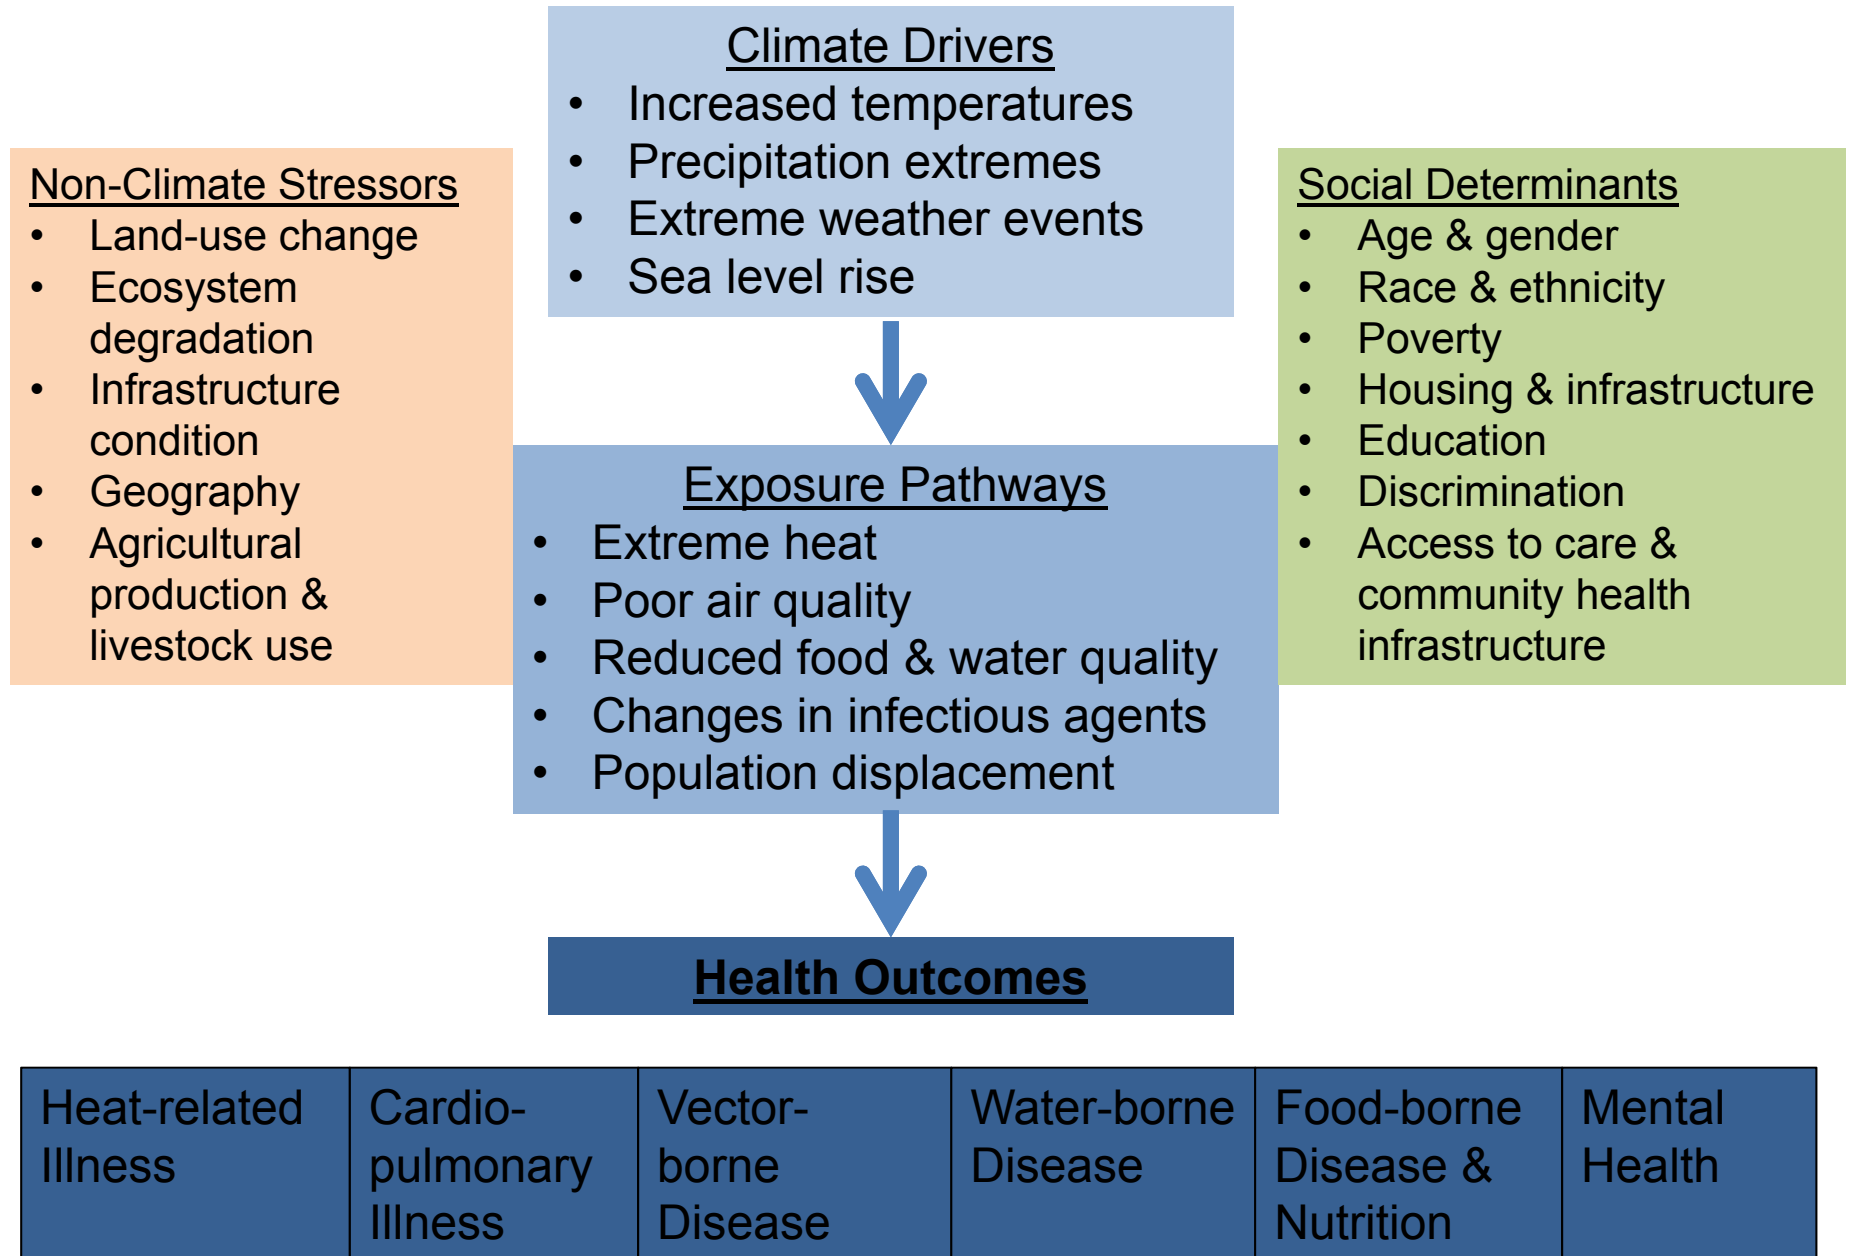 Climate Drivers
• Increased temperatures
• Precipitation extremes
• Extreme weather events
• Sea level rise
Non-Climate Stressors
• Land-use change
• Ecosystem
degradation
• Infrastructure
condition
• Geography
• Agricultural
production &
livestock use
Social Determinants
• Age & gender
• Race & ethnicity
• Poverty
• Housing & infrastructure
• Education
• Discrimination
• Access to care &
community health
infrastructure
Exposure Pathways
• Extreme heat
• Poor air quality
• Reduced food & water quality
• Changes in infectious agents
• Population displacement
Health Outcomes
Heat-related
Illness
Cardio-
pulmonary
Illness
Vector-
borne
Disease
Water-borne
Disease
Food-borne
Disease &
Nutrition
Mental
Health